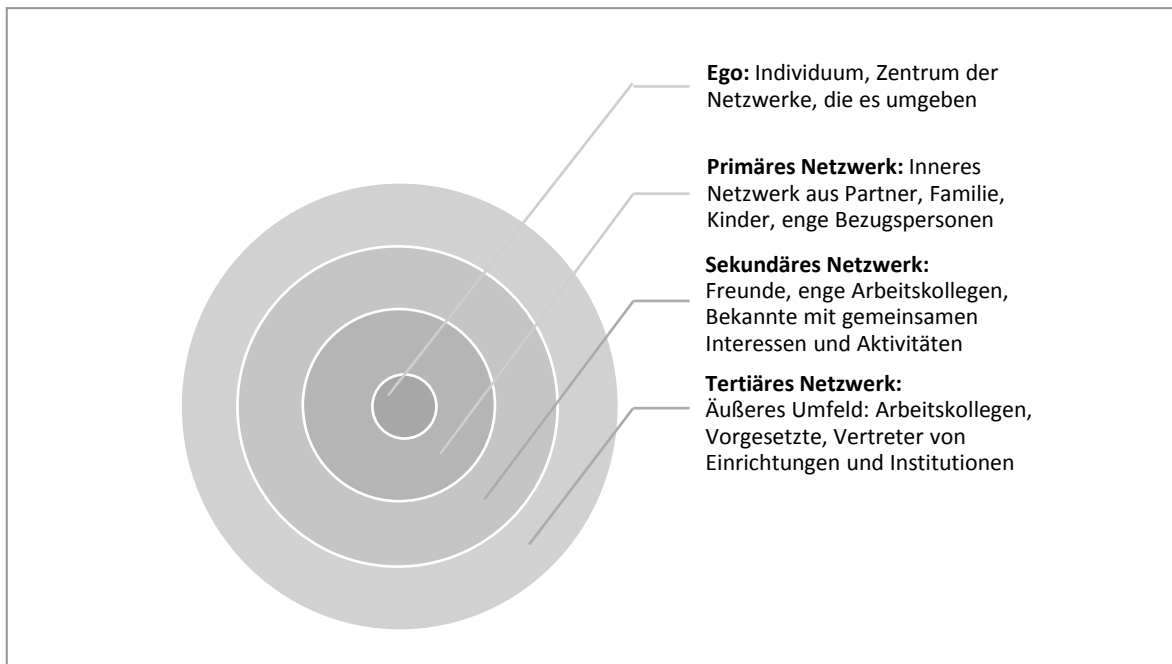 Ego: Individuum, Zentrum der
Netzwerke, die es umgeben
Primäres Netzwerk: Inneres
Netzwerk aus Partner, Familie,
Kinder, enge Bezugspersonen
Sekundäres Netzwerk:
Freunde, enge Arbeitskollegen,
Bekannte mit gemeinsamen
Interessen und Aktivitäten
Tertiäres Netzwerk:
Äußeres Umfeld: Arbeitskollegen,
Vorgesetzte, Vertreter von
Einrichtungen und Institutionen